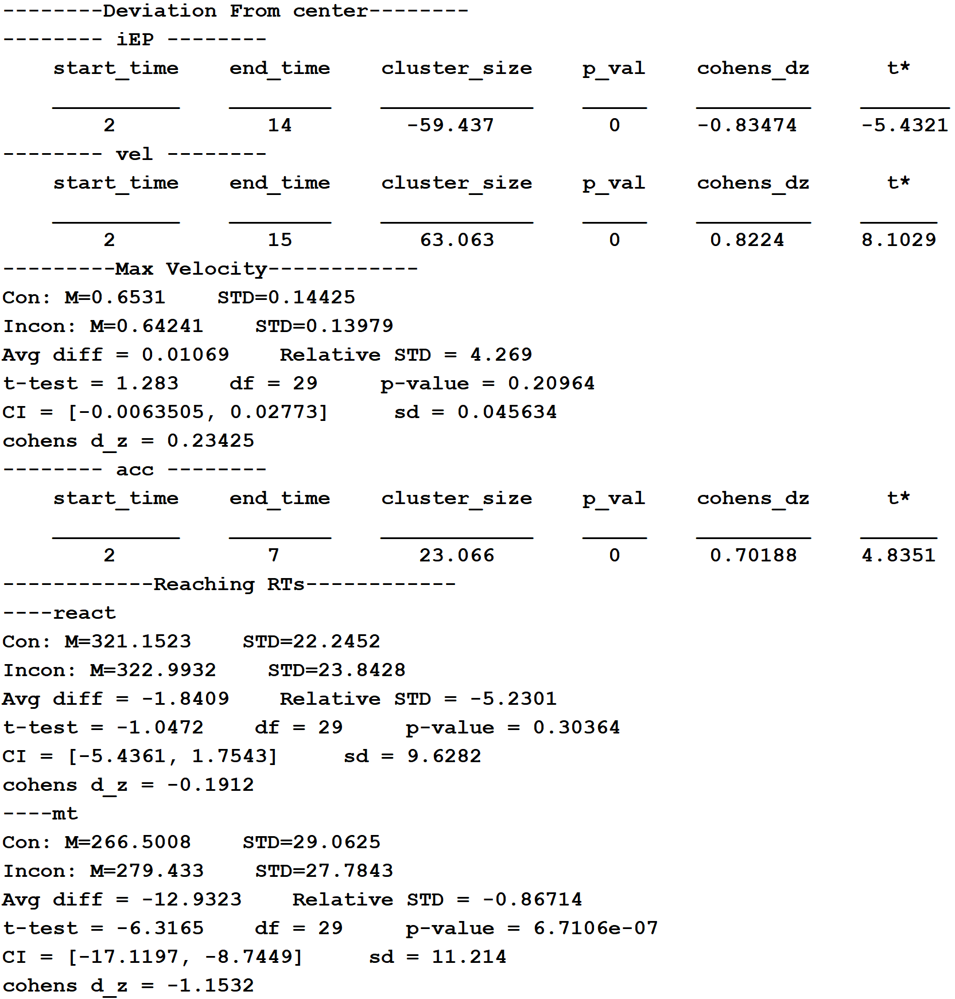 --------Deviation From center--------
-------- iEP --------
    start_time    end_time    cluster_size    p_val    cohens_dz      t*
    __________    ________    ____________    _____    _________    _______
        2            14         -59.437         0      -0.83474     -5.4321
-------- vel --------
    start_time    end_time    cluster_size    p_val    cohens_dz      t*
    __________    ________    ____________    _____    _________    ______
        2            15          63.063         0       0.8224      8.1029
---------Max Velocity------------
Con: M=0.6531    STD=0.14425
Incon: M=0.64241    STD=0.13979
Avg diff = 0.01069    Relative STD = 4.269
t-test = 1.283    df = 29     p-value = 0.20964
CI = [-0.0063505, 0.02773]     sd = 0.045634
cohens d_z = 0.23425
-------- acc --------
    start_time    end_time    cluster_size    p_val    cohens_dz      t*
    __________    ________    ____________    _____    _________    ______
        2            7           23.066         0       0.70188     4.8351
------------Reaching RTs------------
----react
Con: M=321.1523    STD=22.2452
Incon: M=322.9932    STD=23.8428
Avg diff = -1.8409    Relative STD = -5.2301
t-test = -1.0472    df = 29     p-value = 0.30364
CI = [-5.4361, 1.7543]     sd = 9.6282
cohens d_z = -0.1912
----mt
Con: M=266.5008    STD=29.0625
Incon: M=279.433    STD=27.7843
Avg diff = -12.9323    Relative STD = -0.86714
t-test = -6.3165    df = 29     p-value = 6.7106e-07
CI = [-17.1197, -8.7449]     sd = 11.214
cohens d_z = -1.1532